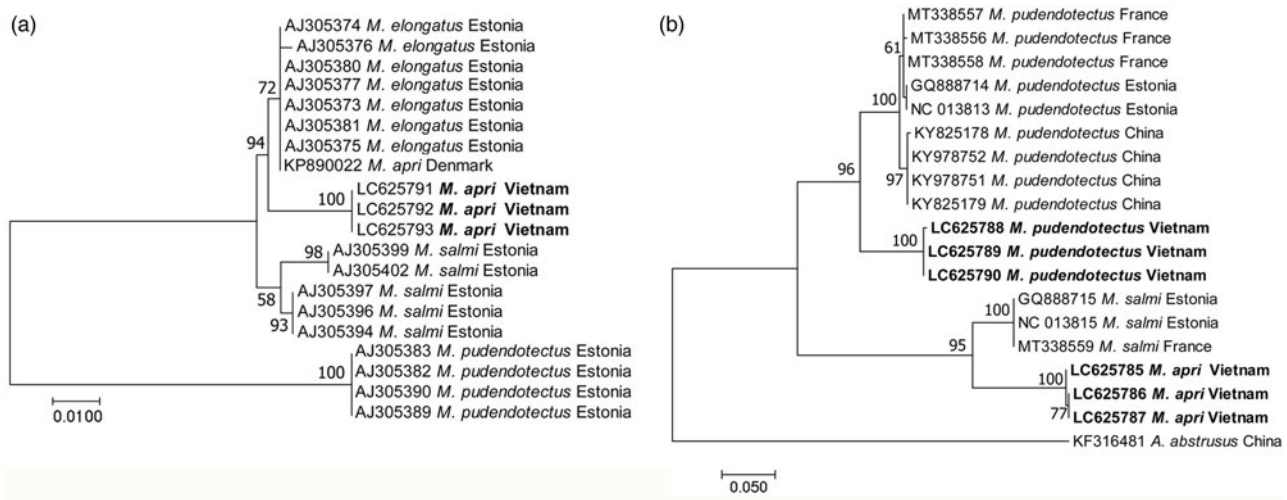 (a)
AJ305374 M. elongatus Estonia
AJ305376 M. elongatus Estonia
AJ305380 M. elongatus Estonia
AJ305377 M. elongatus Estonia
72
AJ305373 M. elongatus Estonia
AJ305381 M. elongatus Estonia
94
AJ305375 M. elongatus Estonia
KP890022 M. apri Denmark
LC625791 M. apri Vietnam
100
LC625792 M. apri Vietnam
LC625793 M. apri Vietnam
98
AJ305399 M. salmi Estonia
AJ305402 M. salmi Estonia
58
AJ305397 M. salmi Estonia
AJ305396 M. salmi Estonia
93
AJ305394 M. salmi Estonia
AJ305383 M. pudendotectus Estonia
100
AJ305382 M. pudendotectus Estonia
AJ305390 M. pudendotectus Estonia
AJ305389 M. pudendotectus Estonia
0.0100
(b)
MT338557 M. pudendotectus France
61
MT338556 M. pudendotectus France
MT338558 M. pudendotectus France
GQ888714 M. pudendotectus Estonia
100
NC 013813 M. pudendotectus Estonia
KY825178 M. pudendotectus China
KY978752 M. pudendotectus China
96
97
KY978751 M. pudendotectus China
KY825179 M. pudendotectus China
LC625788 M. pudendotectus Vietnam
100
LC625789 M. pudendotectus Vietnam
LC625790 M. pudendotectus Vietnam
GQ888715 M. salmi Estonia
100
NC 013815 M. salmi Estonia
95
MT338559 M. salmi France
LC625785 M. apri Vietnam
100
LC625786 M. apri Vietnam
77
LC625787 M. apri Vietnam
KF316481 A. abstrusus China
0.050